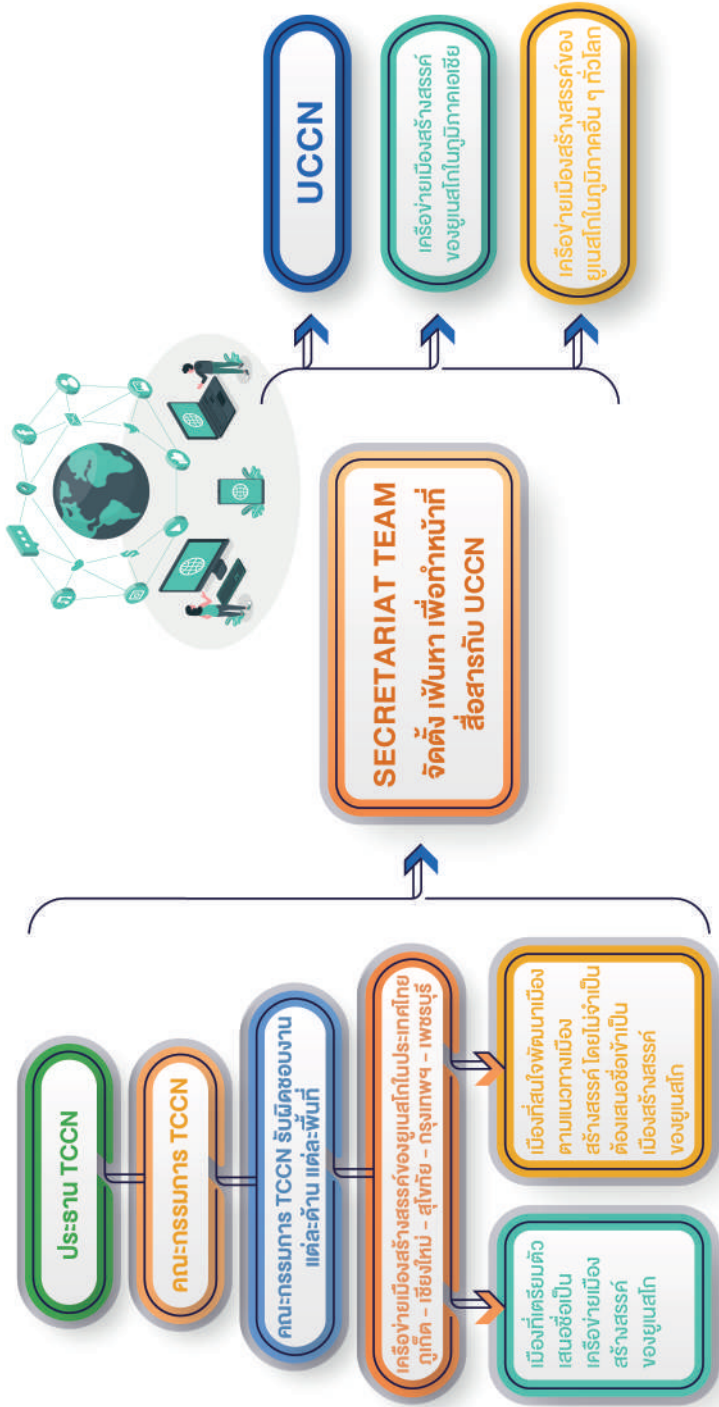 ประธาน TCCN
คณะกรรมการ TCCN
คณะกรรมการ TCCN รับผิดชอบงาน
แต่ละด้าน แต่ละพื้นที่
เครือข่ายเมืองสร้างสรรค์ของยูเนสโกในประเทศไทย
ภูเก็ต - เชียงใหม่ - สุโขทัย - กรุงเทพฯ - เพชรบุรี
เมืองที่เตรียมตัว
เสนอชื่อเป็น
เครือข่ายเมือง
สร้างสรรค์
ของยูเนสโก
เมืองที่สนใจพัฒนาเมือง
ตามแนวทางเมือง
สร้างสรรค์ โดยไม่จำเป็น
ต้องเสนอชื่อเข้าเป็น
เมืองสร้างสรรค์
ของยูเนสโก
SECRETARIAT TEAM
จัดตั้ง เฟ้นหา เพื่อทำหน้าที่
สื่อสารกับ UCCN
UCCN
เครือข่ายเมืองสร้างสรรค์
ของยูเนสโกในภูมิภาคเอเชีย
เครือข่ายเมืองสร้างสรรค์ของ
ยูเนสโกในภูมิภาคอื่น ๆ ทั่วโลก